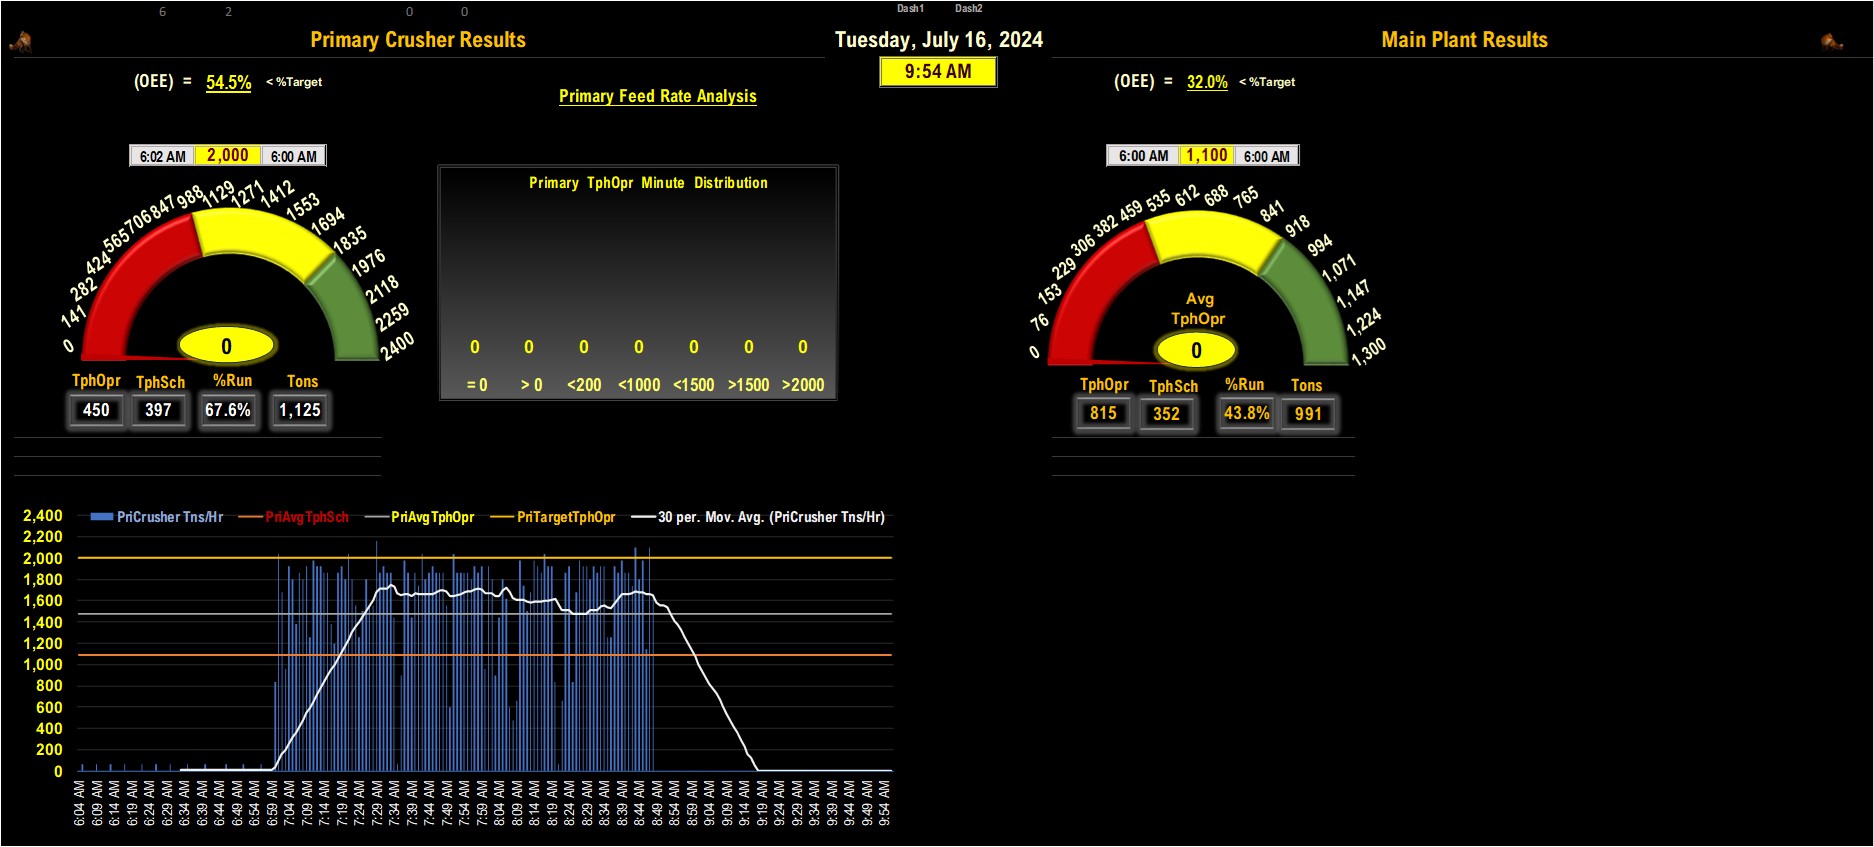 6 2 0 0 Dash1 Dash2
Primary Crusher Results Tuesday, July 16, 2024 Main Plant Results
9:54 AM
(OEE) = 54.5% < %Target
(OEE) = 32.0% < %Target
Primary Feed Rate Analysis
6:02 AM 2,000 6:00 AM
0
141
282
424
565
706
847
988
1129
1271
1412
1553
1694
1835
1976
2118
2259
2400
0
TphOpr TphSch %Run Tons
450 397 67.6% 1,125
Primary TphOpr Minute Distribution
0 0 0 0 0 0 0
= 0 > 0 <200 <1000 <1500 >1500 >2000
6:00 AM 1,100 6:00 AM
0
76
153
229
306
382
459
535
612
688
765
841
918
994
1,071
1,147
1,224
1,300
Avg
TphOpr
0
TphOpr TphSch %Run Tons
815 352 43.8% 991
PriCrusher Tns/Hr PriAvgTphSch PriAvgTphOpr PriTargetTphOpr 30 per. Mov. Avg. (PriCrusher Tns/Hr)
2,400
2,200
2,000
1,800
1,600
1,400
1,200
1,000
800
600
400
200
0
6:04 AM
6:09 AM
6:14 AM
6:19 AM
6:24 AM
6:29 AM
6:34 AM
6:39 AM
6:44 AM
6:49 AM
6:54 AM
6:59 AM
7:04 AM
7:09 AM
7:14 AM
7:19 AM
7:24 AM
7:29 AM
7:34 AM
7:39 AM
7:44 AM
7:49 AM
7:54 AM
7:59 AM
8:04 AM
8:09 AM
8:14 AM
8:19 AM
8:24 AM
8:29 AM
8:34 AM
8:39 AM
8:44 AM
8:49 AM
8:54 AM
8:59 AM
9:04 AM
9:09 AM
9:14 AM
9:19 AM
9:24 AM
9:29 AM
9:34 AM
9:39 AM
9:44 AM
9:49 AM
9:54 AM